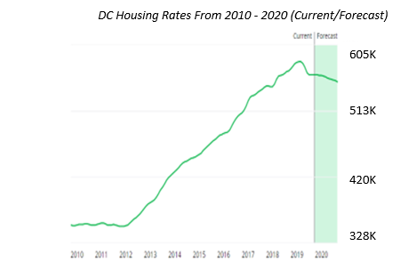 DC Housing Rates From 2010 - 2020 (Current/Forecast)
Current Forecast
605K
513K
420K
328K
2010 2011 2012 2013 2014 2015 2016 2017 2018 2019 2020